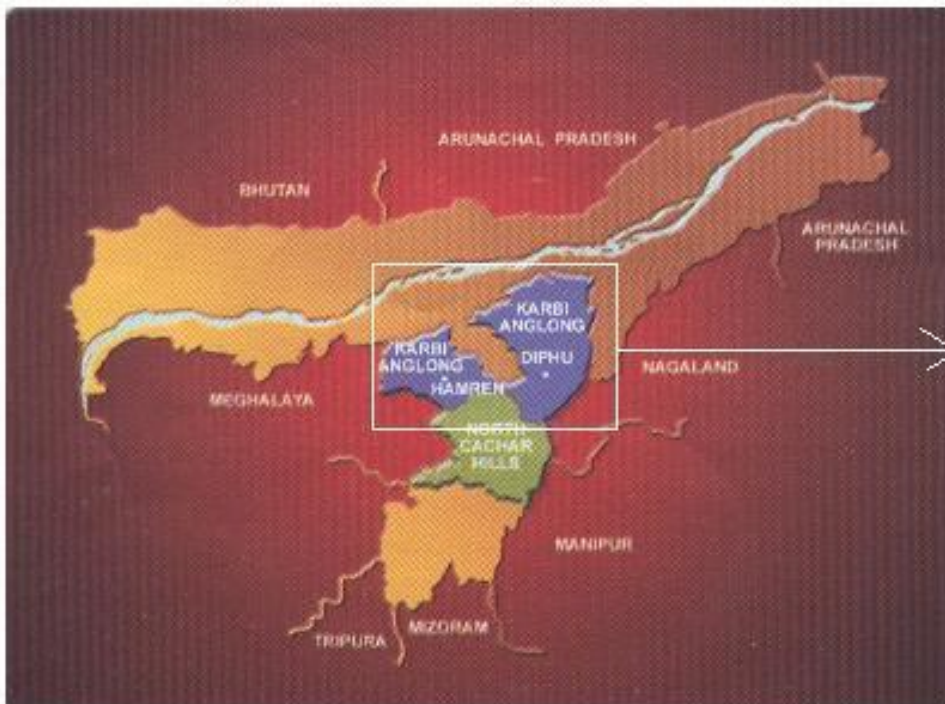 ARUNACHAL PRADESH
BHUTAN
ARUNACHAL
PRADESH
KARBI
ANGLONG
KARBI
ANGLONG
DIPHU
HAMREN
NAGALAND
MEGHALAYA
NORTH
CACHAR
HILLS
MANIPUR
MIZORAM
TRIPURA